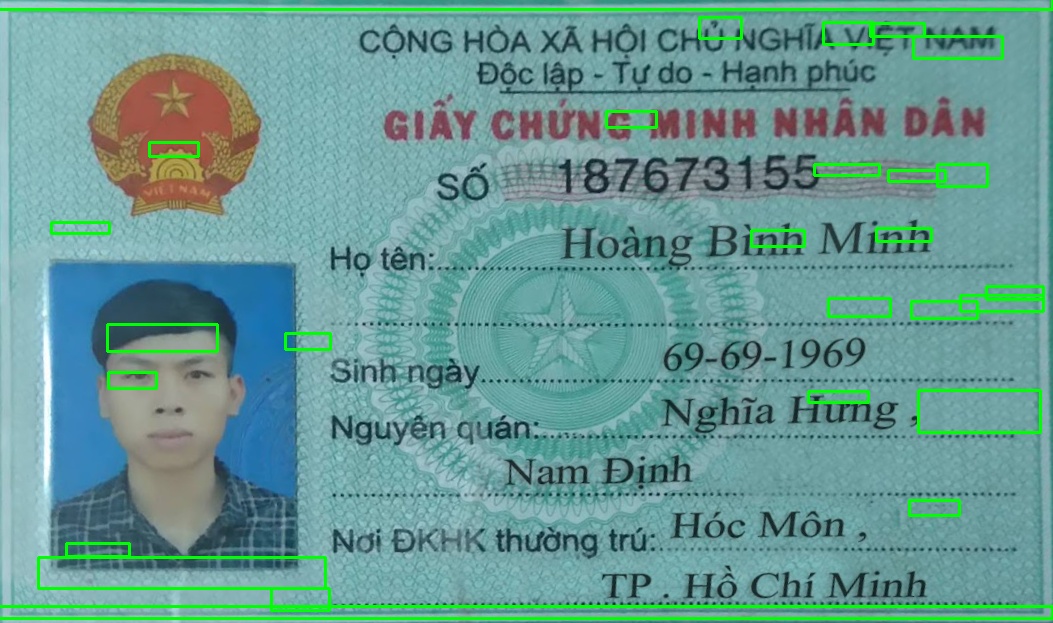 CỘNG HÒA XÃ HỘI CHỦ NGHĨA VIỆT NAM
Độc lập - Tự do - Hạnh phúc
GIẤY CHỨNG MINH NHÂN DÂN
VIỆT NAM
SỐ 187673155
Họ tên: Hoàng Bình Minh
Sinh ngày 69-69-1969
Nguyên quán: Nghĩa Hưng ,
Nam Định
Nơi ĐKHK thường trú: Hóc Môn ,
TP . Hồ Chí Minh